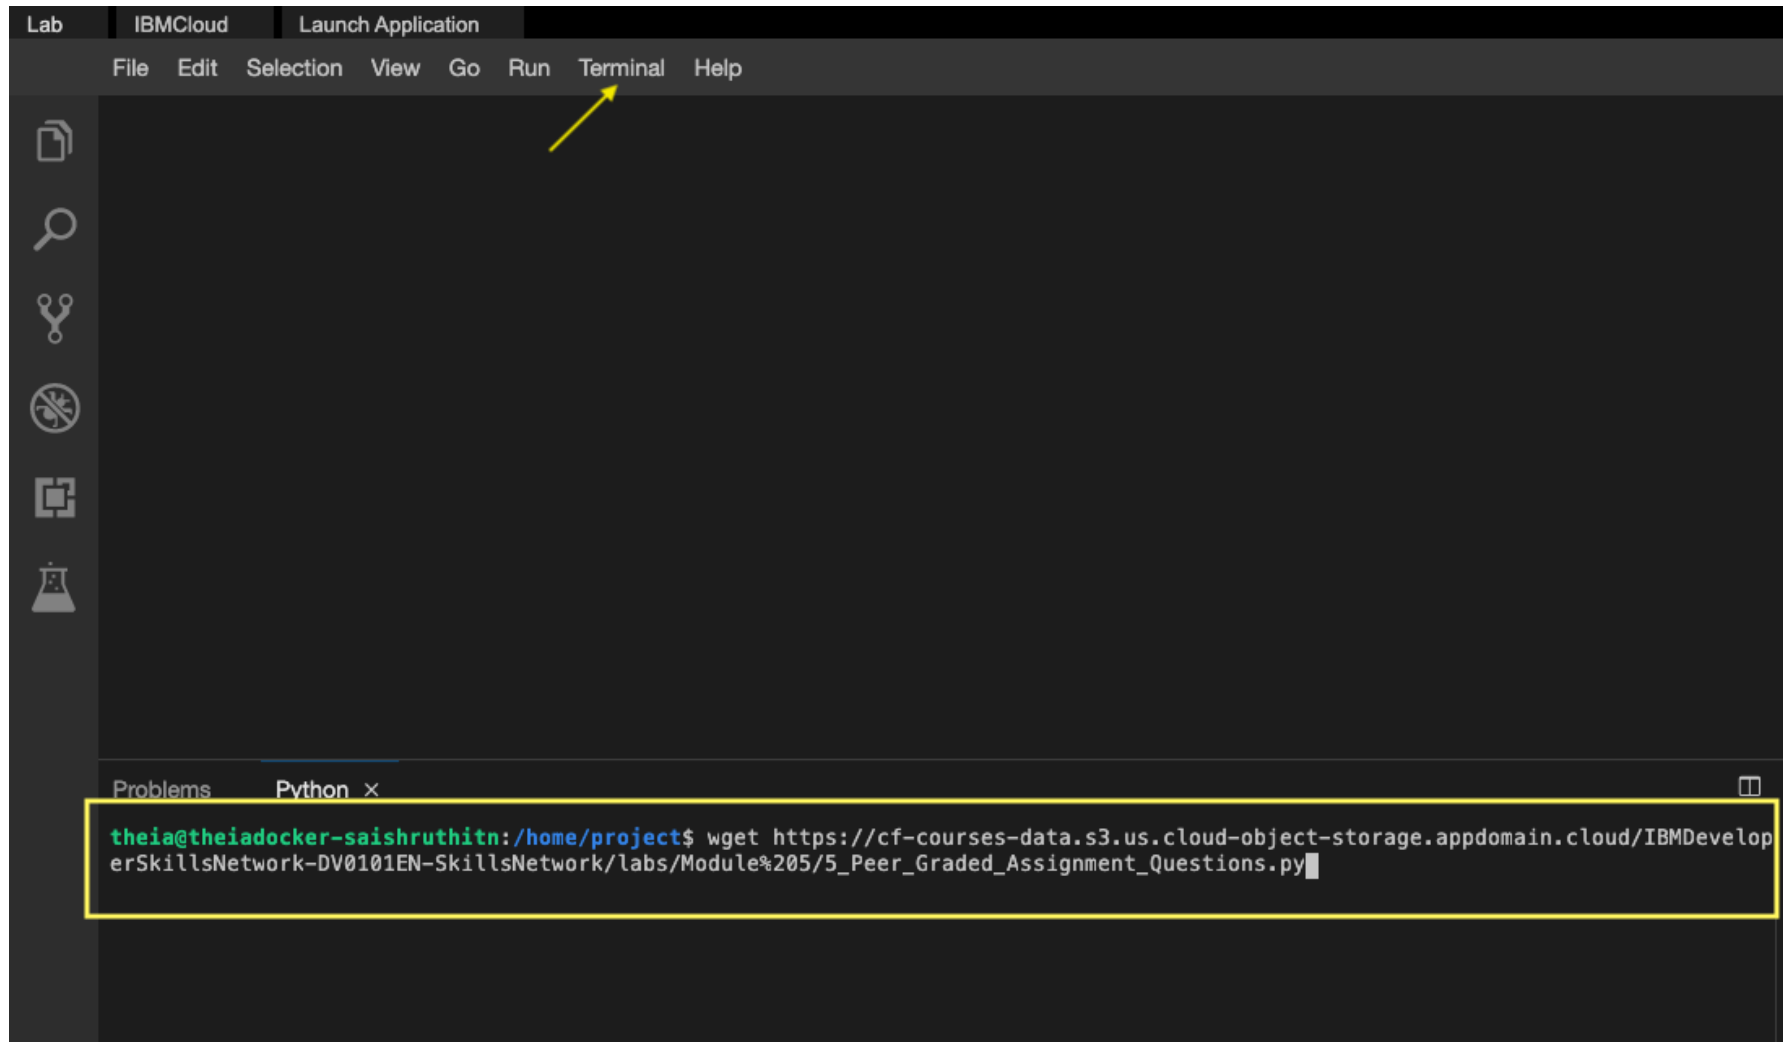 Lab IBMCloud Launch Application
File Edit Selection View Go Run Terminal Help
Problems Python ×
theia@theiadocker-saishruthitn:/home/project$ wget https://cf-courses-data.s3.us.cloud-object-storage.appdomain.cloud/IBMDevelop
erSkillsNetwork-DV0101EN-SkillsNetwork/labs/Module%205/5_Peer_Graded_Assignment_Questions.py